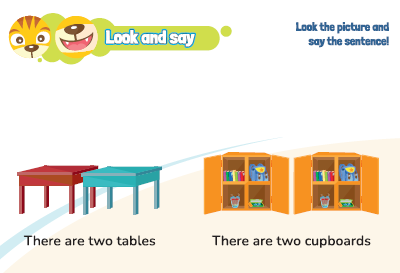 Look and say
Look the picture and
say the sentence!
There are two tables
There are two cupboards